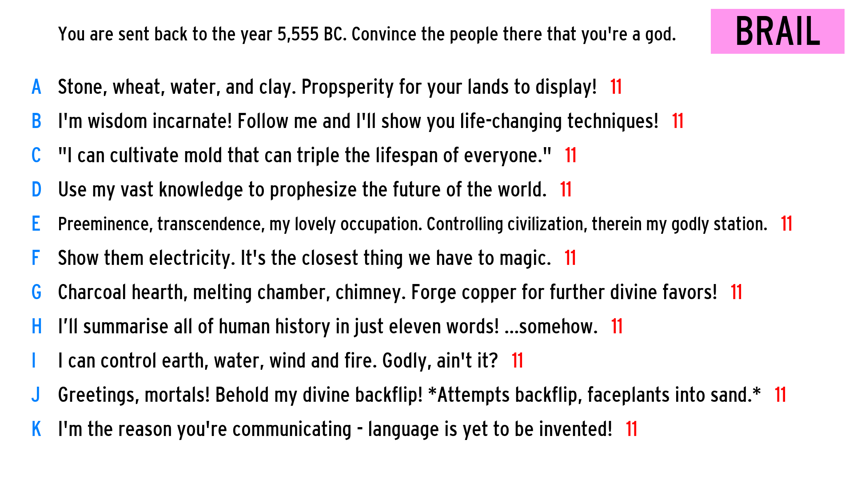 You are sent back to the year 5,555 BC. Convince the people there that you're a god.
BRAIL
A Stone, wheat, water, and clay. Propsperity for your lands to display! 11
B I'm wisdom incarnate! Follow me and I'll show you life-changing techniques! 11
C "I can cultivate mold that can triple the lifespan of everyone." 11
D Use my vast knowledge to prophesize the future of the world. 11
E Preeminence, transcendence, my lovely occupation. Controlling civilization, therein my godly station. 11
F Show them electricity. It's the closest thing we have to magic. 11
G Charcoal hearth, melting chamber, chimney. Forge copper for further divine favors! 11
H I’ll summarise all of human history in just eleven words! ...somehow. 11
I I can control earth, water, wind and fire. Godly, ain't it? 11
J Greetings, mortals! Behold my divine backflip! *Attempts backflip, faceplants into sand.* 11
K I'm the reason you're communicating - language is yet to be invented! 11